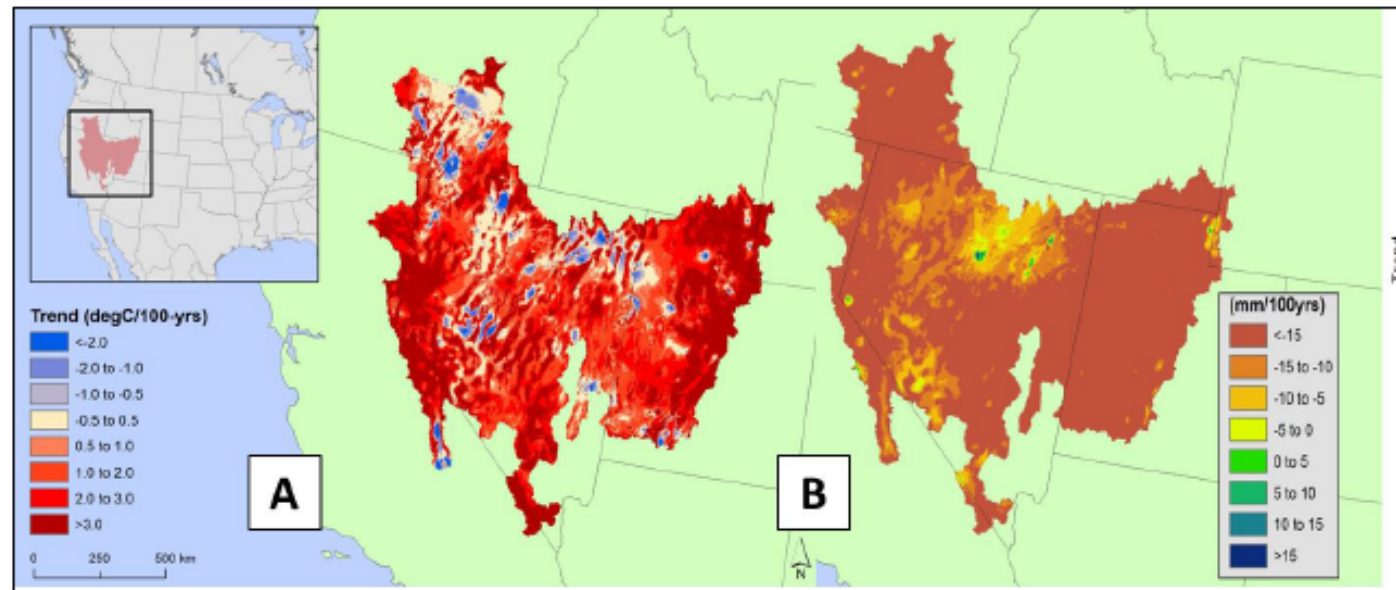 Trend (degC/100-yrs)
<-2.0
-2.0 to -1.0
-1.0 to -0.5
-0.5 to 0.5
0.5 to 1.0
1.0 to 2.0
2.0 to 3.0
>3.0
0 250 500 km
A
N
B
(mm/100yrs)
<-15
-15 to -10
-10 to -5
-5 to 0
0 to 5
5 to 10
10 to 15
>15
Trend